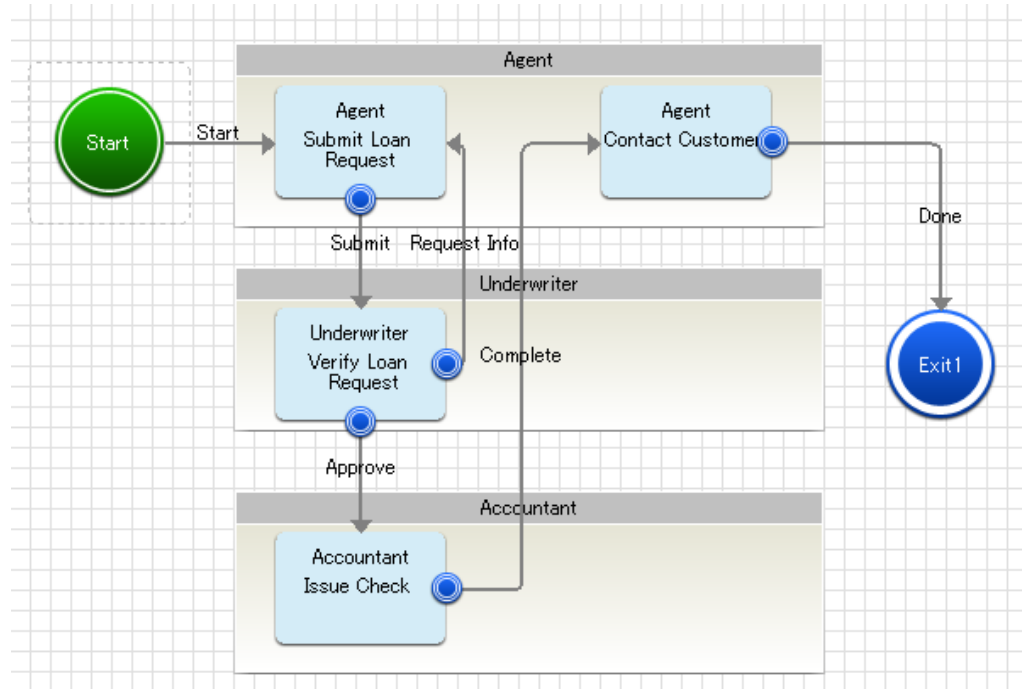 Agent
Start
Start
Agent
Submit Loan
Request
Agent
Contact Customer
Done
Submit
Request Info
Underwriter
Underwriter
Verify Loan
Request
Complete
Exit1
Approve
Accountant
Accountant
Issue Check